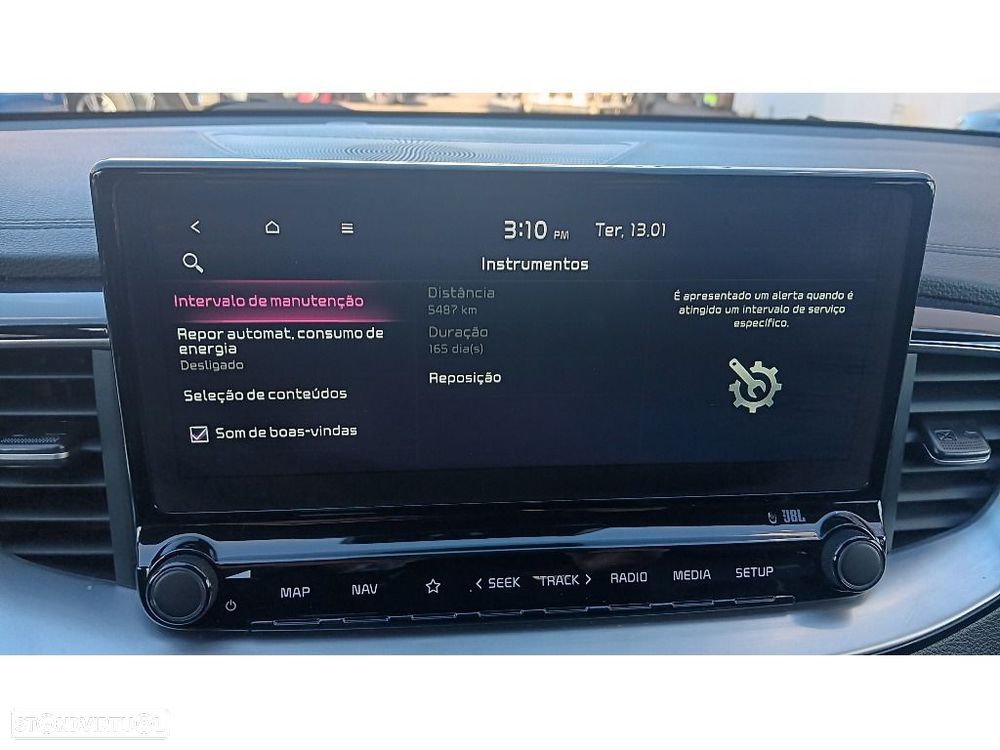 3:10 PM Ter, 13.01
Instrumentos
Intervalo de manutenção
Repor automat. consumo de
energia
Desligado
Seleção de conteúdos
Som de boas-vindas
Distância
5487 km
Duração
165 dia(s)
Reposição
É apresentado um alerta quando é
atingido um intervalo de serviço
específico.
JBL
MAP NAV < SEEK TRACK > RADIO MEDIA SETUP
STANDVIRTUAL